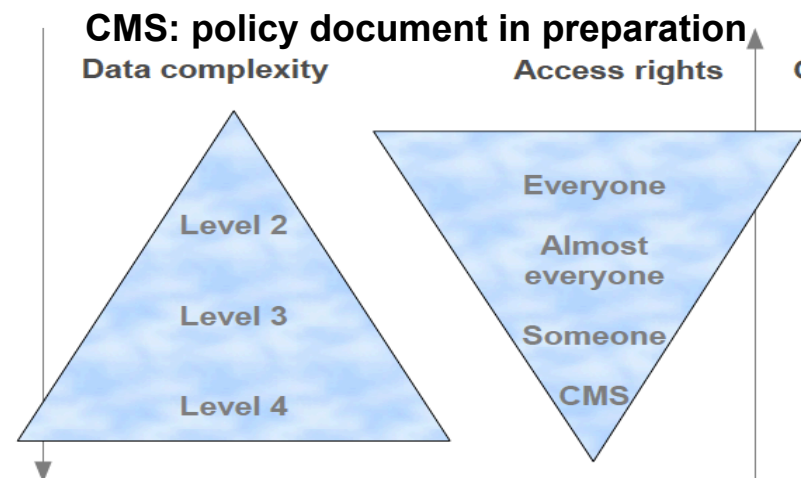 CMS: policy document in preparation
Data complexity
Access rights
Level 2
Level 3
Level 4
Everyone
Almost
everyone
Someone
CMS